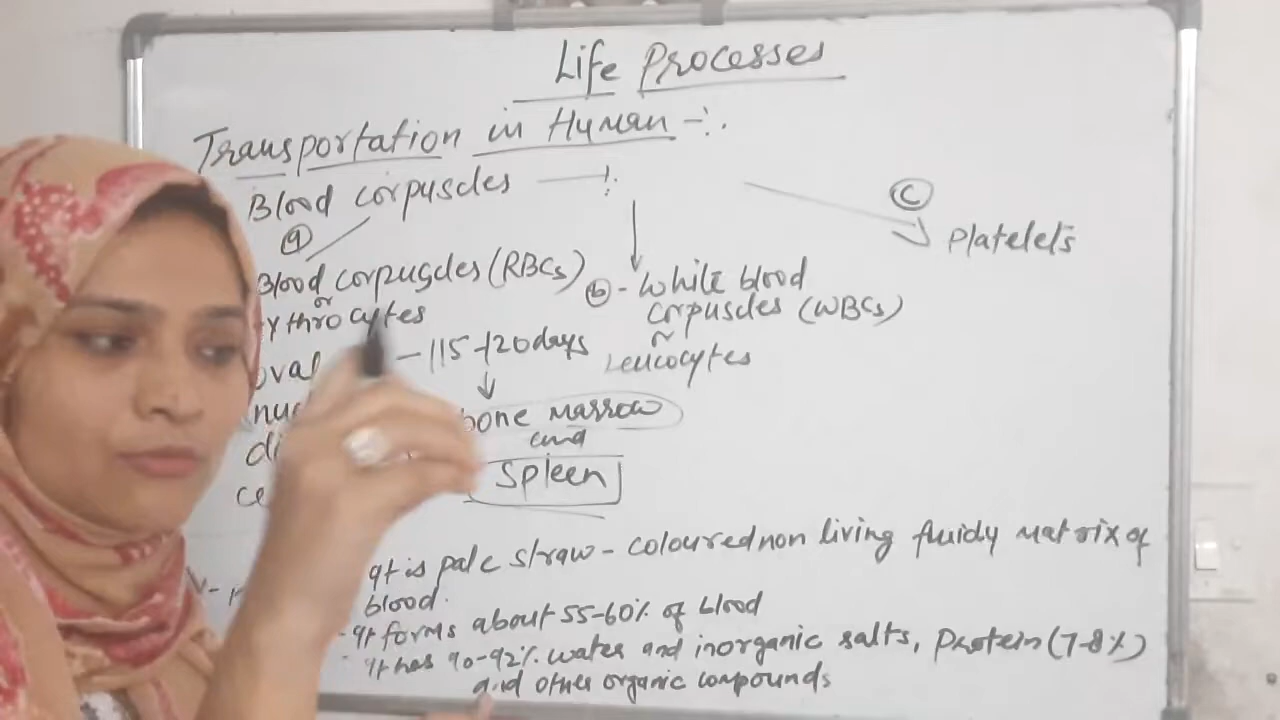 Life Processes
Transportation in Human -:.
Blood corpuscles
(a)
Blood corpuscles (RBCs)
or
ythrocytes
oval
- 115-120 days
bone marrow
and
Spleen
(b) - White blood
corpuscles (WBCs)
or
Leucocytes
(c)
Platelets
It is pale straw-coloured non living fluidy matrix of
blood.
It forms about 55-60% of blood
It has 90-92% water and inorganic salts, Protein (7-8%)
and other organic compounds